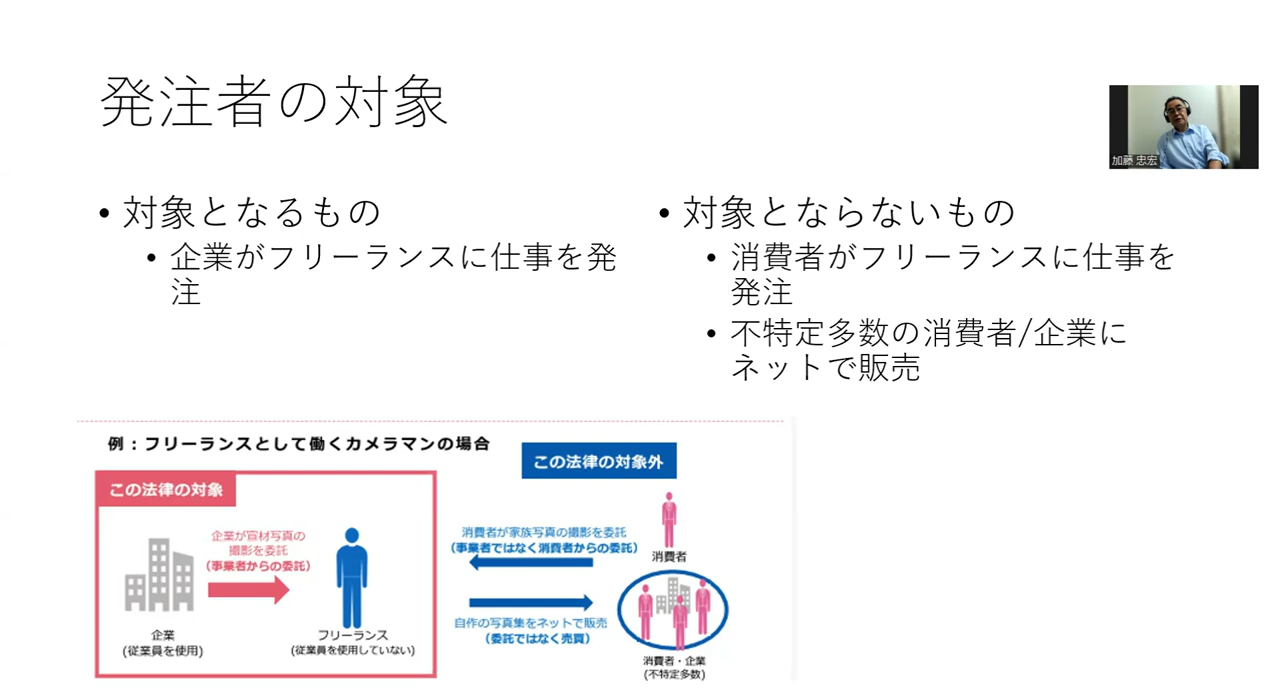 発注者の対象
加藤 忠宏
• 対象となるもの
• 企業がフリーランスに仕事を発
注
• 対象とならないもの
• 消費者がフリーランスに仕事を
発注
• 不特定多数の消費者/企業に
ネットで販売
例：フリーランスとして働くカメラマンの場合
この法律の対象
企業が宣材写真の
撮影を委託
(事業者からの委託)
企業
(従業員を使用)
フリーランス
(従業員を使用していない)
この法律の対象外
消費者が家族写真の撮影を委託
(事業者ではなく消費者からの委託)
消費者
自作の写真集をネットで販売
(委託ではなく売買)
消費者・企業
(不特定多数)